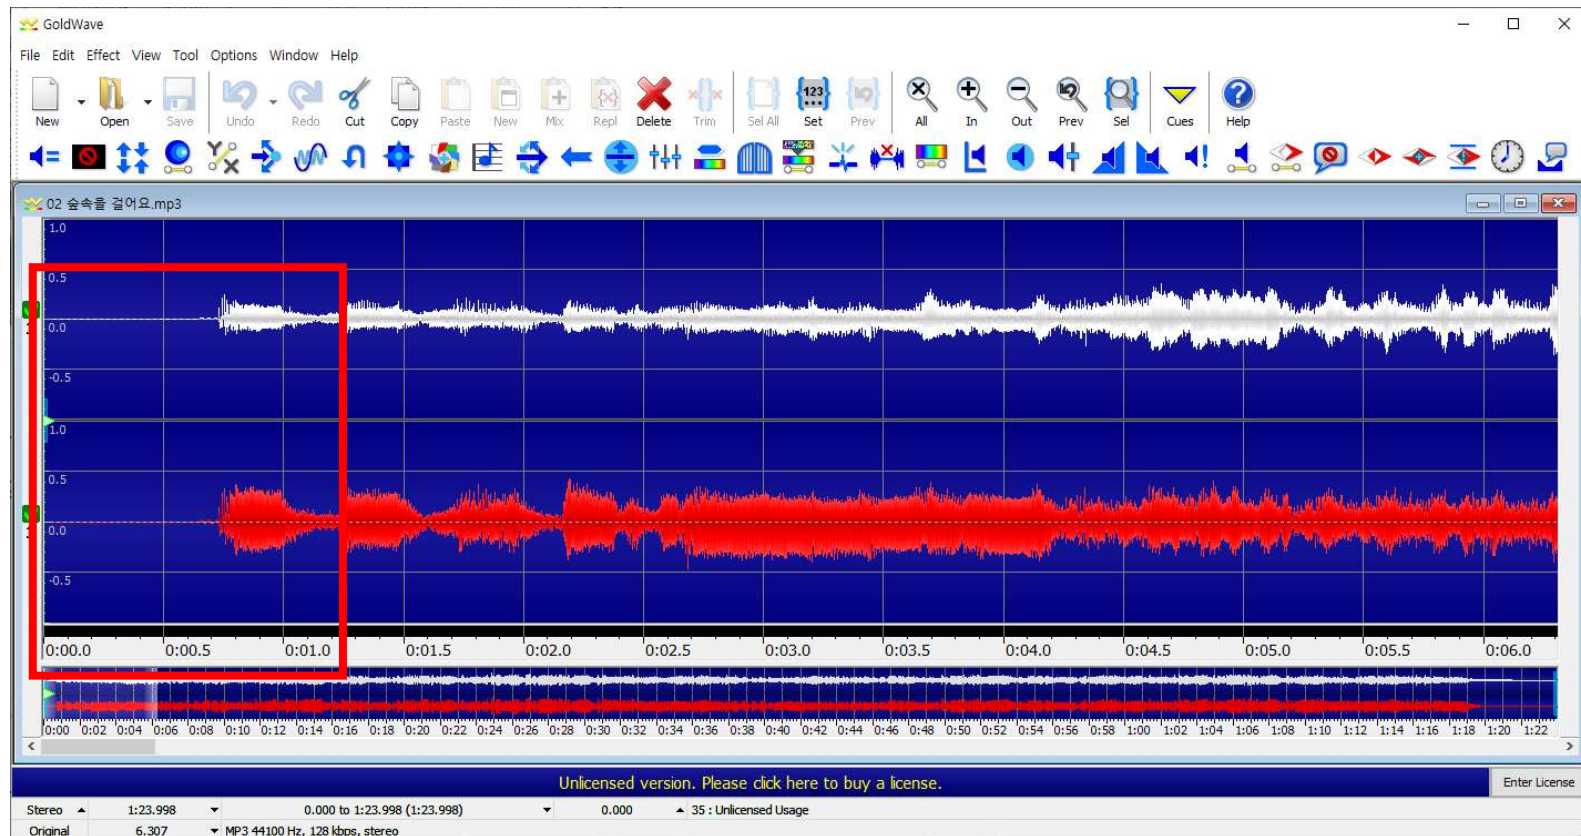 GoldWave
File Edit Effect View Tool Options Window Help
New Open Save Undo Redo Cut Copy Paste New Mix Repl Delete Trim Sel All Set Prev All In Out Prev Sel Cues Help
02 숲속을 걸어요.mp3
1.0
0.5
0.0
-0.5
1.0
0.5
0.0
-0.5
0:00.0 0:00.5 0:01.0 0:01.5 0:02.0 0:02.5 0:03.0 0:03.5 0:04.0 0:04.5 0:05.0 0:05.5 0:06.0
0:00 0:02 0:04 0:06 0:08 0:10 0:12 0:14 0:16 0:18 0:20 0:22 0:24 0:26 0:28 0:30 0:32 0:34 0:36 0:38 0:40 0:42 0:44 0:46 0:48 0:50 0:52 0:54 0:56 0:58 1:00 1:02 1:04 1:06 1:08 1:10 1:12 1:14 1:16 1:18 1:20 1:22
Unlicensed version. Please click here to buy a license. Enter License
Stereo 1:23.998 0.000 to 1:23.998 (1:23.998) 0.000 35 : Unlicensed Usage
Original 6.307 MP3 44100 Hz, 128 kbps, stereo